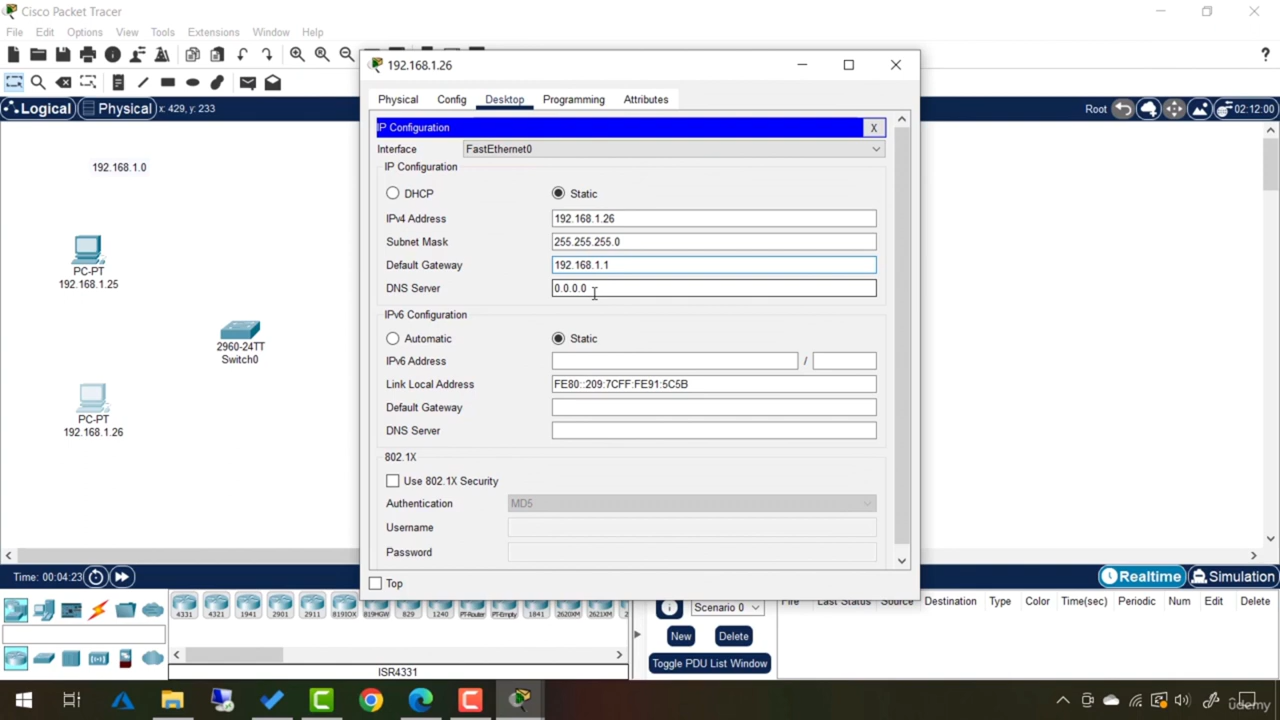 Cisco Packet Tracer
File Edit Options View Tools Extensions Window Help
?
Logical Physical x: 429, y: 233
Root 02:12:00
192.168.1.0
PC-PT
192.168.1.25
2960-24TT
Switch0
PC-PT
192.168.1.26
192.168.1.26
Physical Config Desktop Programming Attributes
IP Configuration X
Interface FastEthernet0
IP Configuration
DHCP Static
IPv4 Address 192.168.1.26
Subnet Mask 255.255.255.0
Default Gateway 192.168.1.1
DNS Server 0.0.0.0
IPv6 Configuration
Automatic Static
IPv6 Address /
Link Local Address FE80::209:7CFF:FE91:5C5B
Default Gateway
DNS Server
802.1X
Use 802.1X Security
Authentication MD5
Username
Password
Top
Time: 00:04:23
Realtime Simulation
4331 4321 1941 2901 2911 819IOX 819HGW 829 1240 PT-Router PT-Empty 1841 2620XM 2621XM
ISR4331
Scenario 0
New Delete
Toggle PDU List Window
Fire Last Status Source Destination Type Color Time(sec) Periodic Num Edit Delete
udemy